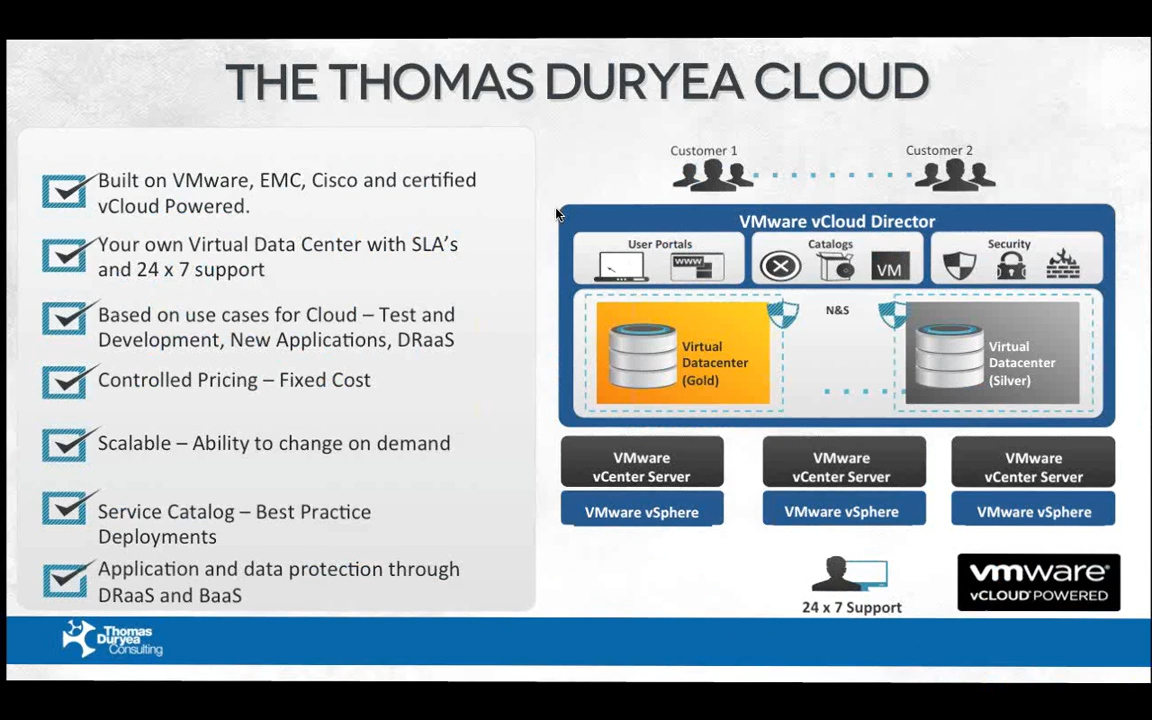 THE THOMAS DURYEA CLOUD
Built on VMware, EMC, Cisco and certified
vCloud Powered.
Your own Virtual Data Center with SLA's
and 24 x 7 support
Based on use cases for Cloud – Test and
Development, New Applications, DRaaS
Controlled Pricing – Fixed Cost
Scalable – Ability to change on demand
Service Catalog – Best Practice
Deployments
Application and data protection through
DRaaS and BaaS
Customer 1
Customer 2
VMware vCloud Director
User Portals
WWW
Catalogs
VM
Security
N&S
Virtual
Datacenter
(Gold)
Virtual
Datacenter
(Silver)
VMware
vCenter Server
VMware vSphere
VMware
vCenter Server
VMware vSphere
VMware
vCenter Server
VMware vSphere
24 x 7 Support
vmware®
vCLOUD POWERED
Thomas
Duryea
Consulting